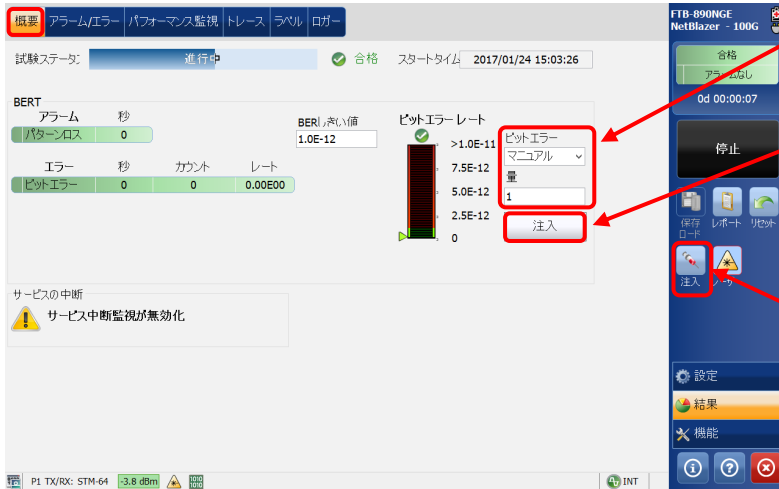 概要 アラーム/エラー パフォーマンス監視 トレース ラベル ロガー
FTB-890NGE
NetBlazer - 100G
試験ステータ 進行中 合格 スタートタイム 2017/01/24 15:03:26
合格
アラームなし
0d 00:00:07
BERT
アラーム 秒
パターンロス 0
エラー 秒 カウント レート
ビットエラー 0 0 0.00E00
BERしきい値
1.0E-12
ビットエラーレート
>1.0E-11
7.5E-12
5.0E-12
2.5E-12
0
ビットエラー
マニュアル
量
1
注入
停止
保存
ロード
レポート リセット
注入
サービスの中断
サービス中断監視が無効化
設定
結果
機能
P1 TX/RX: STM-64 -3.8 dBm INT